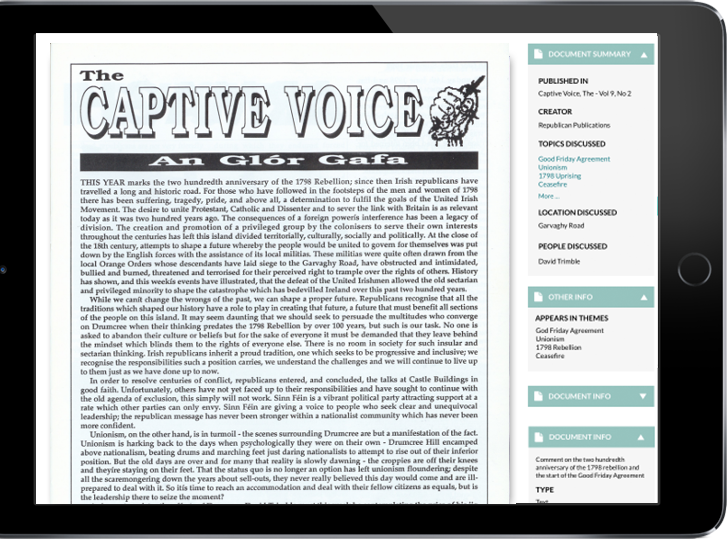 The
CAPTIVE VOICE
An Glór Gafa
THIS YEAR marks the two hundredth anniversary of the 1798 Rebellion; since then Irish republicans have
travelled a long and historic road. For those who have followed in the footsteps of the men and women of 1798
there has been suffering, tragedy, pride, and above all, a determination to fulfil the goals of the United Irish
Movement. The desire to unite Protestant, Catholic and Dissenter and to sever the link with Britain is as relevant
today as it was two hundred years ago. The consequences of a foreign powerís interference has been a legacy of
division. The creation and promotion of a privileged group by the colonisers to serve their own interests
throughout the centuries has left this island divided territorially, culturally, socially and politically. At the close of
the 18th century, attempts to shape a future whereby the people would be united to govern for themselves was put
down by the English forces with the assistance of its local militias. These militias were quite often drawn from the
local Orange Orders whose descendants have laid siege to the Garvaghy Road, have obstructed and intimidated,
bullied and burned, threatened and terrorised for their perceived right to trample over the rights of others. History
has shown, and this weekís events have illustrated, that the defeat of the United Irishmen allowed the old sectarian
and privileged minority to shape the catastrophe which has bedevilled Ireland over this past two hundred years.
While we canít change the wrongs of the past, we can shape a proper future. Republicans recognise that all the
traditions which shaped our history have a role to play in creating that future, a future that must benefit all sections
of the people on this island. It may seem daunting that we should seek to persuade the multitudes who converge
on Drumcree when their thinking predates the 1798 Rebellion by over 100 years, but such is our task. No one is
asked to abandon their culture or beliefs but for the sake of everyone it must be demanded that they leave behind
the mindset which blinds them to the rights of everyone else. There is no room in society for such insular and
sectarian thinking. Irish republicans inherit a proud tradition, one which seeks to be progressive and inclusive; we
recognise the responsibilities such a position carries, we understand the challenges and we will continue to live up
to them just as we have done up to now.
In order to resolve centuries of conflict, republicans entered, and concluded, the talks at Castle Buildings in
good faith. Unfortunately, others have not yet faced up to their responsibilities and have sought to continue with
the old agenda of exclusion, this simply will not work. Sinn Féin is a vibrant political party attracting support at a
rate which other parties can only envy. Sinn Féin are giving a voice to people who seek clear and unequivocal
leadership; the republican message has never been stronger within a nationalist community which has never been
more confident.
Unionism, on the other hand, is in turmoil - the scenes surrounding Drumcree are but a manifestation of the fact.
Unionism is harking back to the days when psychologically they were on their own - Drumcree Hill encamped
above nationalism, beating drums and marching feet just daring nationalists to attempt to rise out of their inferior
position. But the old days are over and for many that reality is slowly dawning - the croppies are off their knees
and theyíre staying on their feet. That the status quo is no longer an option has left unionism floundering; despite
all the scaremongering down the years about sell-outs, they never really believed this day would come and are ill-
prepared to deal with it. So itís time to reach an accommodation and deal with their fellow citizens as equals, but is
the leadership there to seize the moment?
DOCUMENT SUMMARY
PUBLISHED IN
Captive Voice, The - Vol 9, No 2
CREATOR
Republican Publications
TOPICS DISCUSSED
Good Friday Agreement
Unionism
1798 Uprising
Ceasefire
More ...
LOCATION DISCUSSED
Garvaghy Road
PEOPLE DISCUSSED
David Trimble
OTHER INFO
APPEARS IN THEMES
God Friday Agreement
Unionism
1798 Rebellion
Ceasefire
DOCUMENT INFO
DOCUMENT INFO
Comment on the two hundredth
anniversary of the 1798 rebellion and
the start of the Good Friday Agreement
TYPE
Text